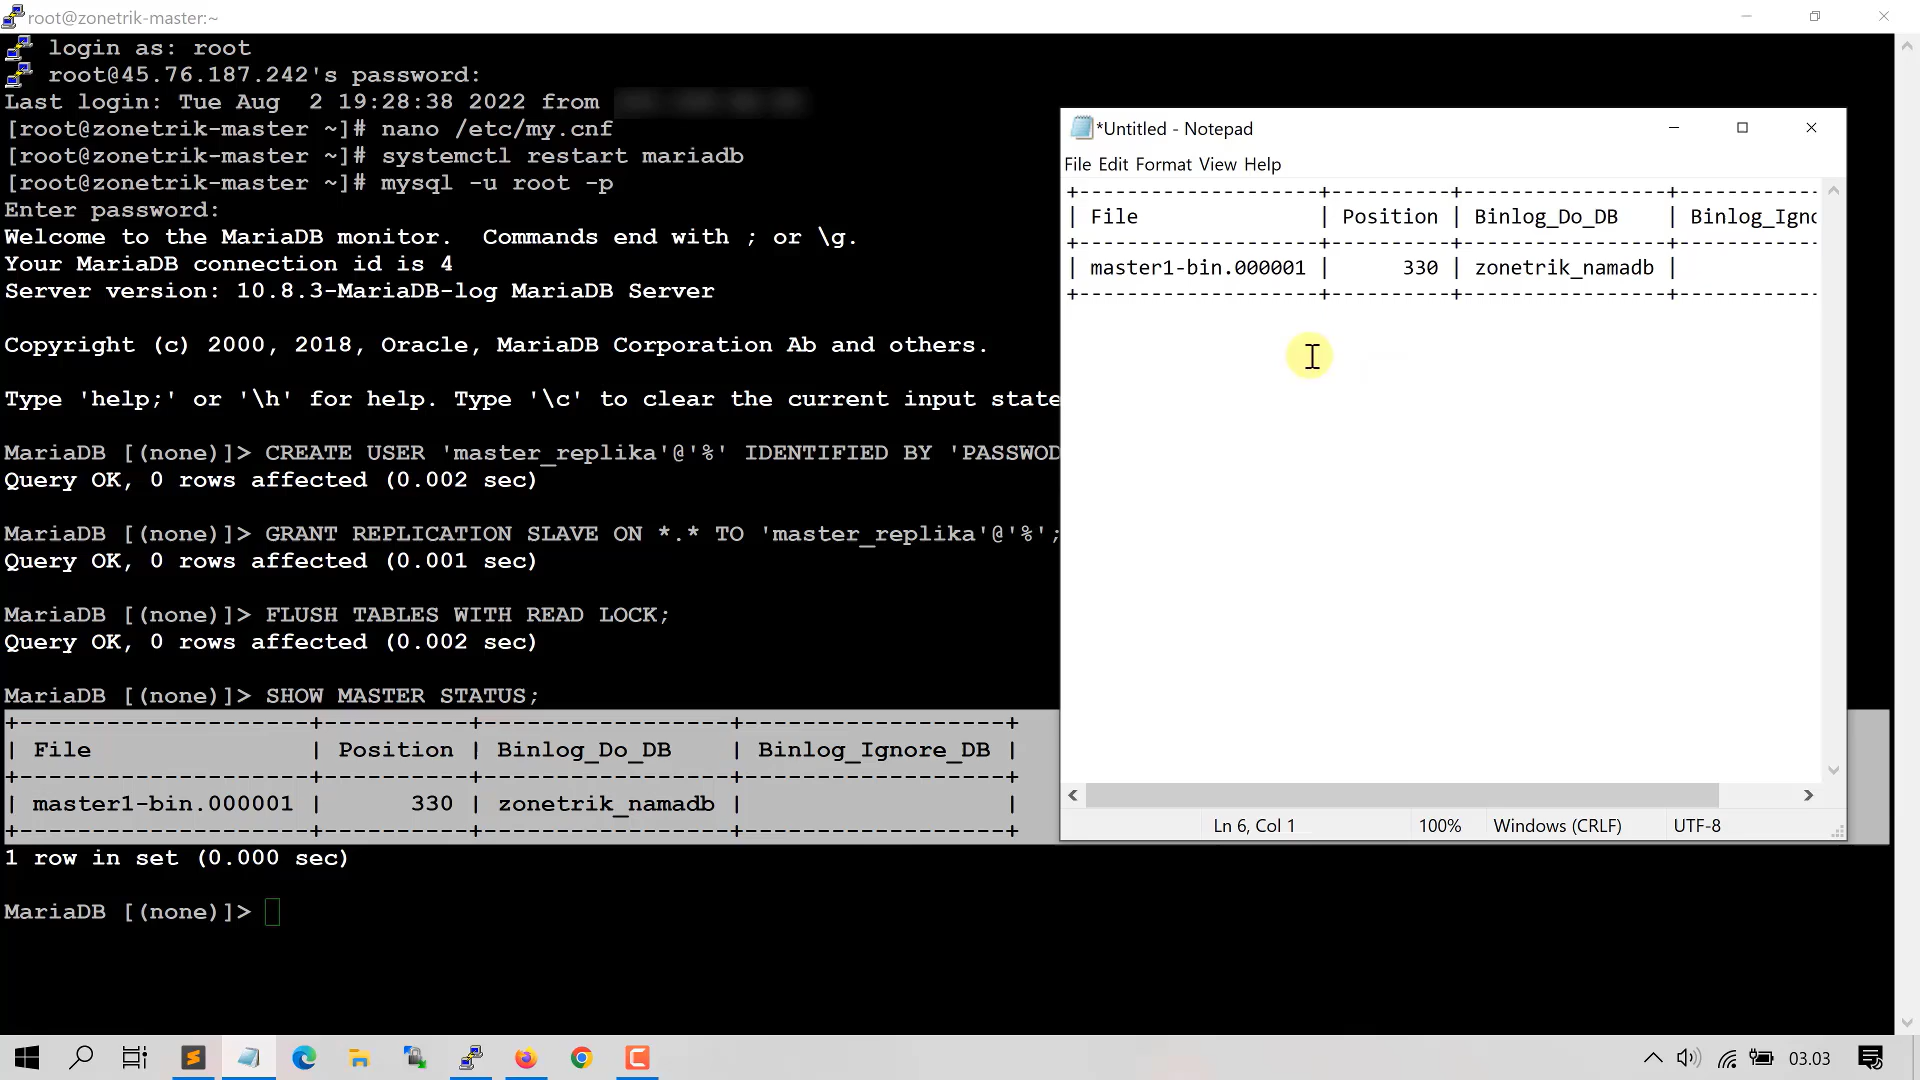 root@zonetrik-master:~
login as: root
root@45.76.187.242's password:
Last login: Tue Aug  2 19:28:38 2022 from
[root@zonetrik-master ~]# nano /etc/my.cnf
[root@zonetrik-master ~]# systemctl restart mariadb
[root@zonetrik-master ~]# mysql -u root -p
Enter password:
Welcome to the MariaDB monitor.  Commands end with ; or \g.
Your MariaDB connection id is 4
Server version: 10.8.3-MariaDB-log MariaDB Server
Copyright (c) 2000, 2018, Oracle, MariaDB Corporation Ab and others.
Type 'help;' or '\h' for help. Type '\c' to clear the current input state
MariaDB [(none)]> CREATE USER 'master_replika'@'%' IDENTIFIED BY 'PASSWOD
Query OK, 0 rows affected (0.002 sec)
MariaDB [(none)]> GRANT REPLICATION SLAVE ON *.* TO 'master_replika'@'%';
Query OK, 0 rows affected (0.001 sec)
MariaDB [(none)]> FLUSH TABLES WITH READ LOCK;
Query OK, 0 rows affected (0.002 sec)
MariaDB [(none)]> SHOW MASTER STATUS;
+--------------------+----------+-----------------+------------------+
| File               | Position | Binlog_Do_DB    | Binlog_Ignore_DB |
+--------------------+----------+-----------------+------------------+
| master1-bin.000001 |      330 | zonetrik_namadb |                  |
+--------------------+----------+-----------------+------------------+
1 row in set (0.000 sec)
MariaDB [(none)]>
*Untitled - Notepad
File Edit Format View Help
+--------------------+----------+-----------------+-----------
| File               | Position | Binlog_Do_DB    | Binlog_Igno
+--------------------+----------+-----------------+-----------
| master1-bin.000001 |      330 | zonetrik_namadb |
+--------------------+----------+-----------------+-----------
Ln 6, Col 1 100% Windows (CRLF) UTF-8
03.03